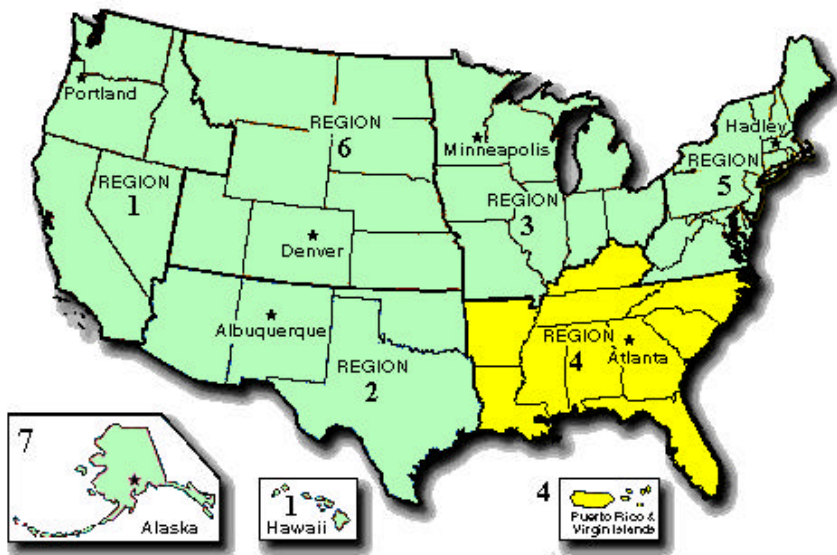 Portland
REGION
6
Minneapolis
Hadley
REGION
5
REGION
1
REGION
3
Denver
Albuquerque
REGION
2
REGION
4
Atlanta
7
Alaska
1
Hawaii
4
Puerto Rico &
Virgin Islands